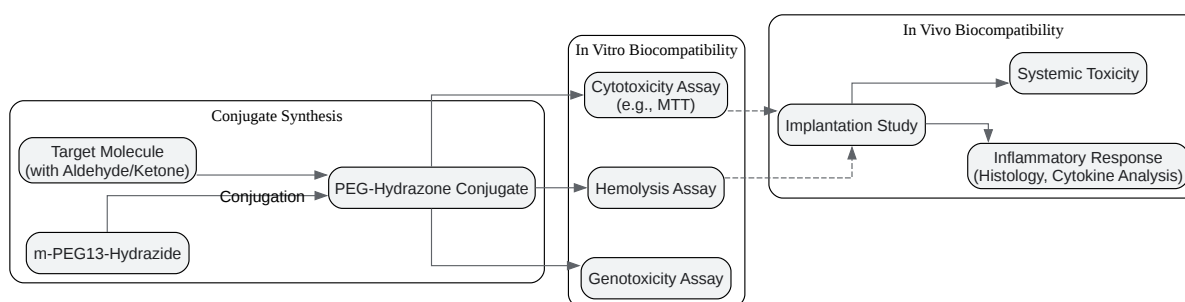 Conjugate Synthesis
Target Molecule
(with Aldehyde/Ketone)
Conjugation
m-PEG13-Hydrazide
PEG-Hydrazone Conjugate
In Vitro Biocompatibility
Cytotoxicity Assay
(e.g., MTT)
Hemolysis Assay
Genotoxicity Assay
In Vivo Biocompatibility
Implantation Study
Systemic Toxicity
Inflammatory Response
(Histology, Cytokine Analysis)